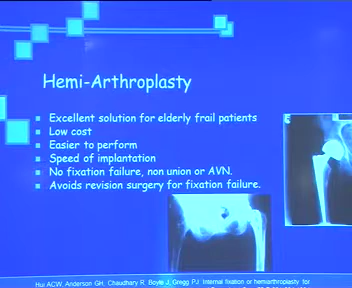 Hemi-Arthroplasty
Excellent solution for elderly frail patients
Low cost
Easier to perform
Speed of implantation
No fixation failure, non union or AVN.
Avoids revision surgery for fixation failure.
Hui ACW, Anderson GH, Chaudhary R, Boyle J, Gregg PJ. Internal fixation or hemiarthroplasty for